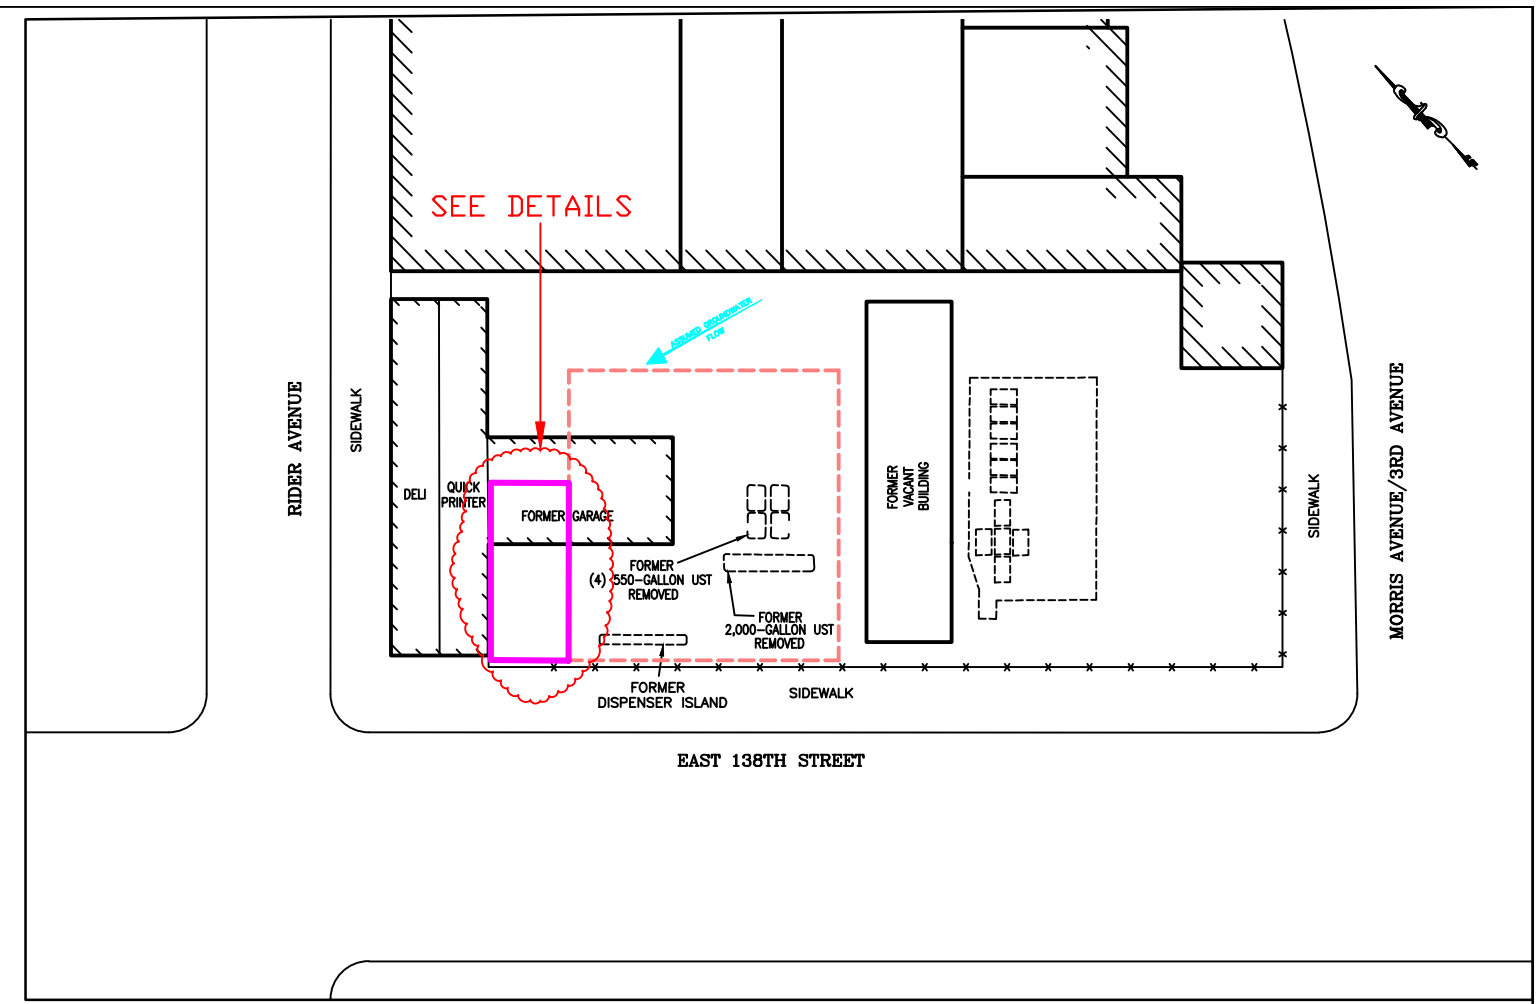 SEE DETAILS
ASSUMED GROUNDWATER
FLOW
RIDER AVENUE
SIDEWALK
DELI
QUICK
PRINTER
FORMER GARAGE
FORMER
(4) 550-GALLON UST
REMOVED
FORMER
2,000-GALLON UST
REMOVED
FORMER
VACANT
BUILDING
FORMER
DISPENSER ISLAND
SIDEWALK
SIDEWALK
MORRIS AVENUE/3RD AVENUE
EAST 138TH STREET